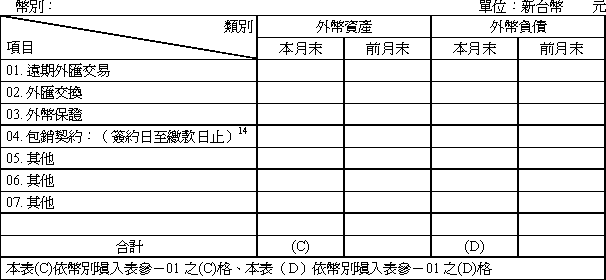 幣別： 單位：新台幣 元
類別 外幣資產 外幣負債
項目 本月末 前月末 本月末 前月末
01. 遠期外匯交易
02. 外匯交換
03. 外幣保證
04. 包銷契約：（簽約日至繳款日止）14
05. 其他
06. 其他
07. 其他
合計 (C) (D)
本表(C)依幣別填入表參－01 之(C)格、本表（D）依幣別填入表參－01 之(D)格